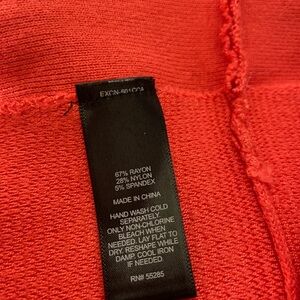 67% RAYON
28% NYLON
5% SPANDEX
MADE IN CHINA
HAND WASH COLD
SEPARATELY.
ONLY NON-CHLORINE
BLEACH WHEN
NEEDED. LAY FLAT TO
DRY. RESHAPE WHILE
DAMP. COOL IRON
IF NEEDED.
RN# 55285